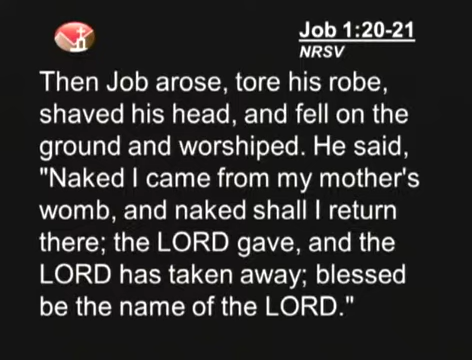 Job 1:20-21
NRSV
Then Job arose, tore his robe,
shaved his head, and fell on the
ground and worshiped. He said,
"Naked I came from my mother's
womb, and naked shall I return
there; the LORD gave, and the
LORD has taken away; blessed
be the name of the LORD."